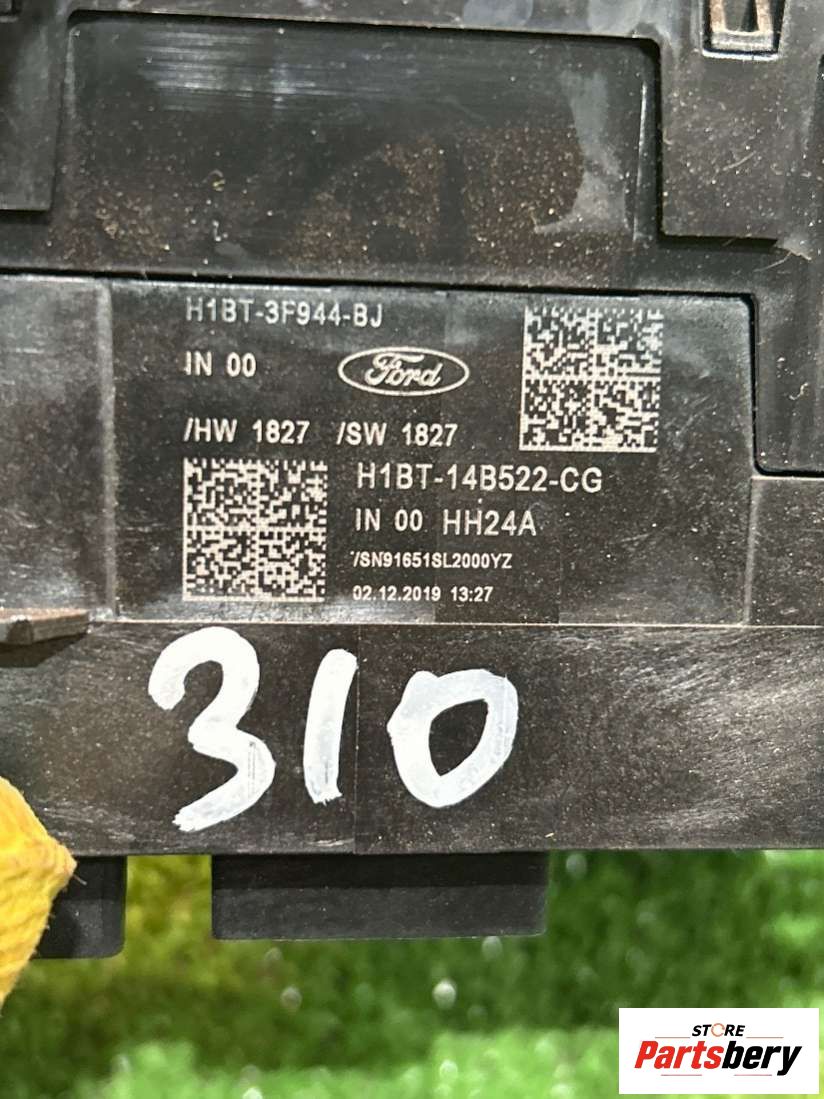 H1BT-3F944-BJ
IN 00
Ford
/HW 1827 /SW 1827
H1BT-14B522-CG
IN 00 HH24A
/SN91651SL2000YZ
02.12.2019 13:27
310
STORE
Partsbery